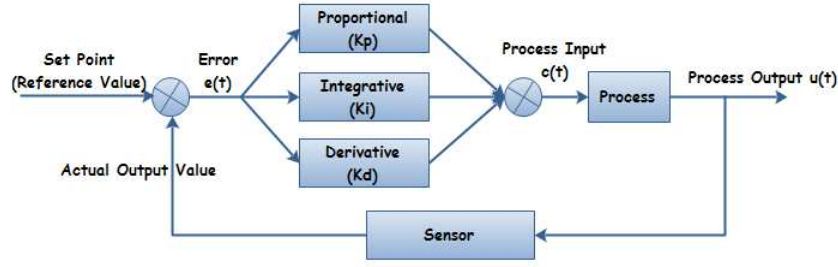 Set Point
(Reference Value)
Error
e(t)
Proportional
(Kp)
Integrative
(Ki)
Derivative
(Kd)
Process Input
c(t)
Process
Process Output u(t)
Actual Output Value
Sensor